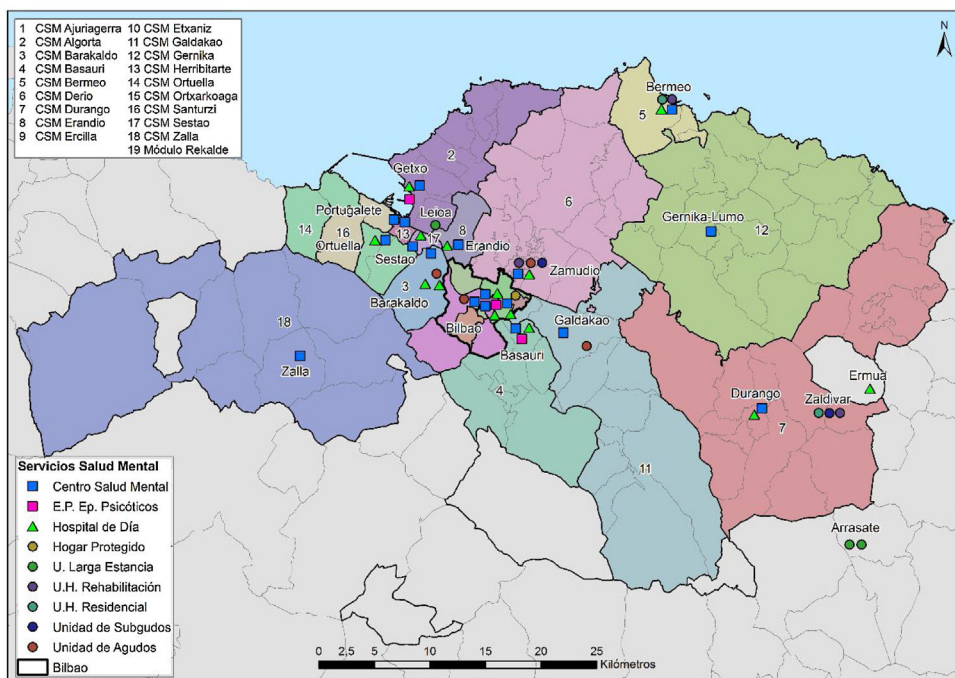 1 CSM Ajuriagerra 10 CSM Etxaniz
2 CSM Algorta 11 CSM Galdakao
3 CSM Barakaldo 12 CSM Gernika
4 CSM Basauri 13 CSM Herribitarte
5 CSM Bermeo 14 CSM Ortuella
6 CSM Derio 15 CSM Ortxarkoaga
7 CSM Durango 16 CSM Santurzi
8 CSM Erandio 17 CSM Sestao
9 CSM Ercilla 18 CSM Zalla
19 Módulo Rekalde
N
Bermeo
5
2
Getxo
6
Portugalete
Leioa
Gernika-Lumo
12
14
16
13
17
8
Ortuella
Erandio
Sestao
Zamudio
3
Barakaldo
18
Bilbao
Galdakao
Basauri
Zalla
4
Ermua
Durango
Zaldivar
7
11
Arrasate
Servicios Salud Mental
Centro Salud Mental
E.P. Ep. Psicóticos
Hospital de Día
Hogar Protegido
U. Larga Estancia
U.H. Rehabilitación
U.H. Residencial
Unidad de Subgudos
Unidad de Agudos
Bilbao
0 2,5 5 10 15 20 25
Kilómetros